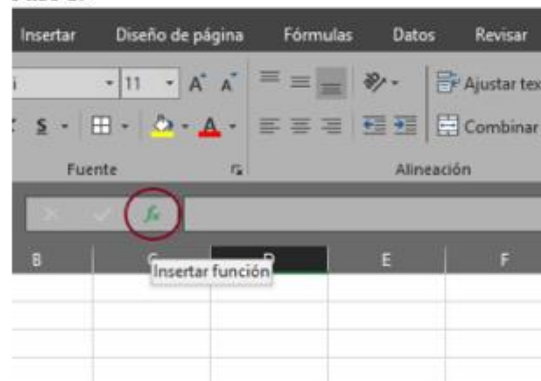 Insertar Diseño de página Fórmulas Datos Revisar
11 A A Ajustar tex
S A Combinar
Fuente Alineación
fx
B D E F
Insertar función